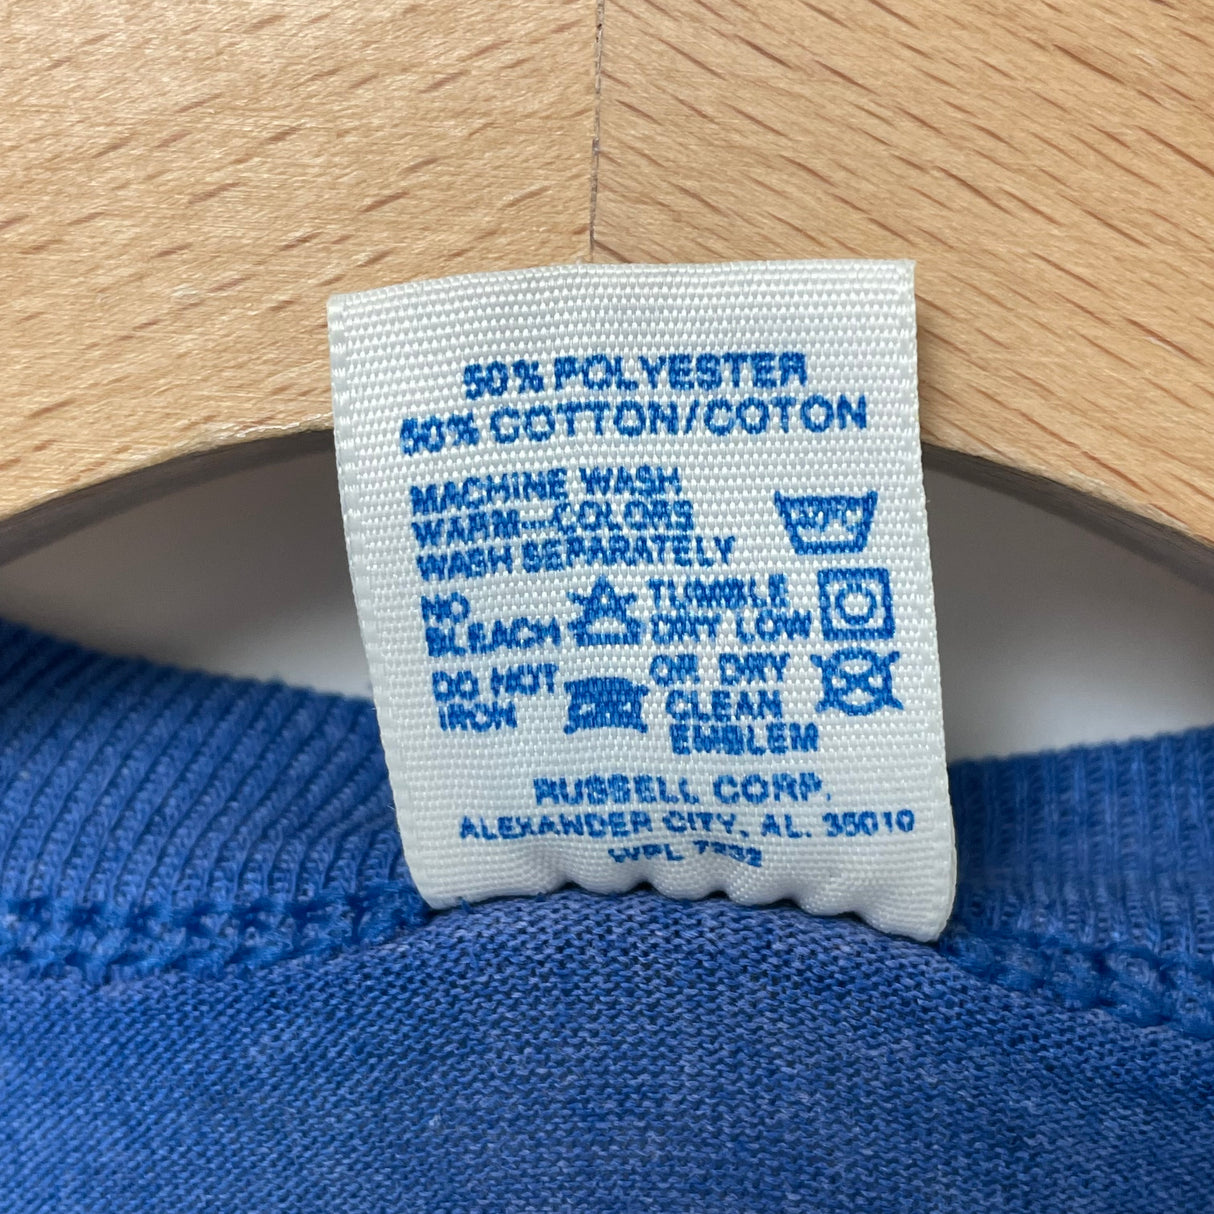 50% POLYESTER
50% COTTON/COTON
MACHINE WASH
WARM—COLORS
WASH SEPARATELY
NO
BLEACH
TUMBLE
DRY LOW
DO NOT
IRON
OR DRY
CLEAN
EMBLEM
RUSSELL CORP.
ALEXANDER CITY, AL. 35010
WPL